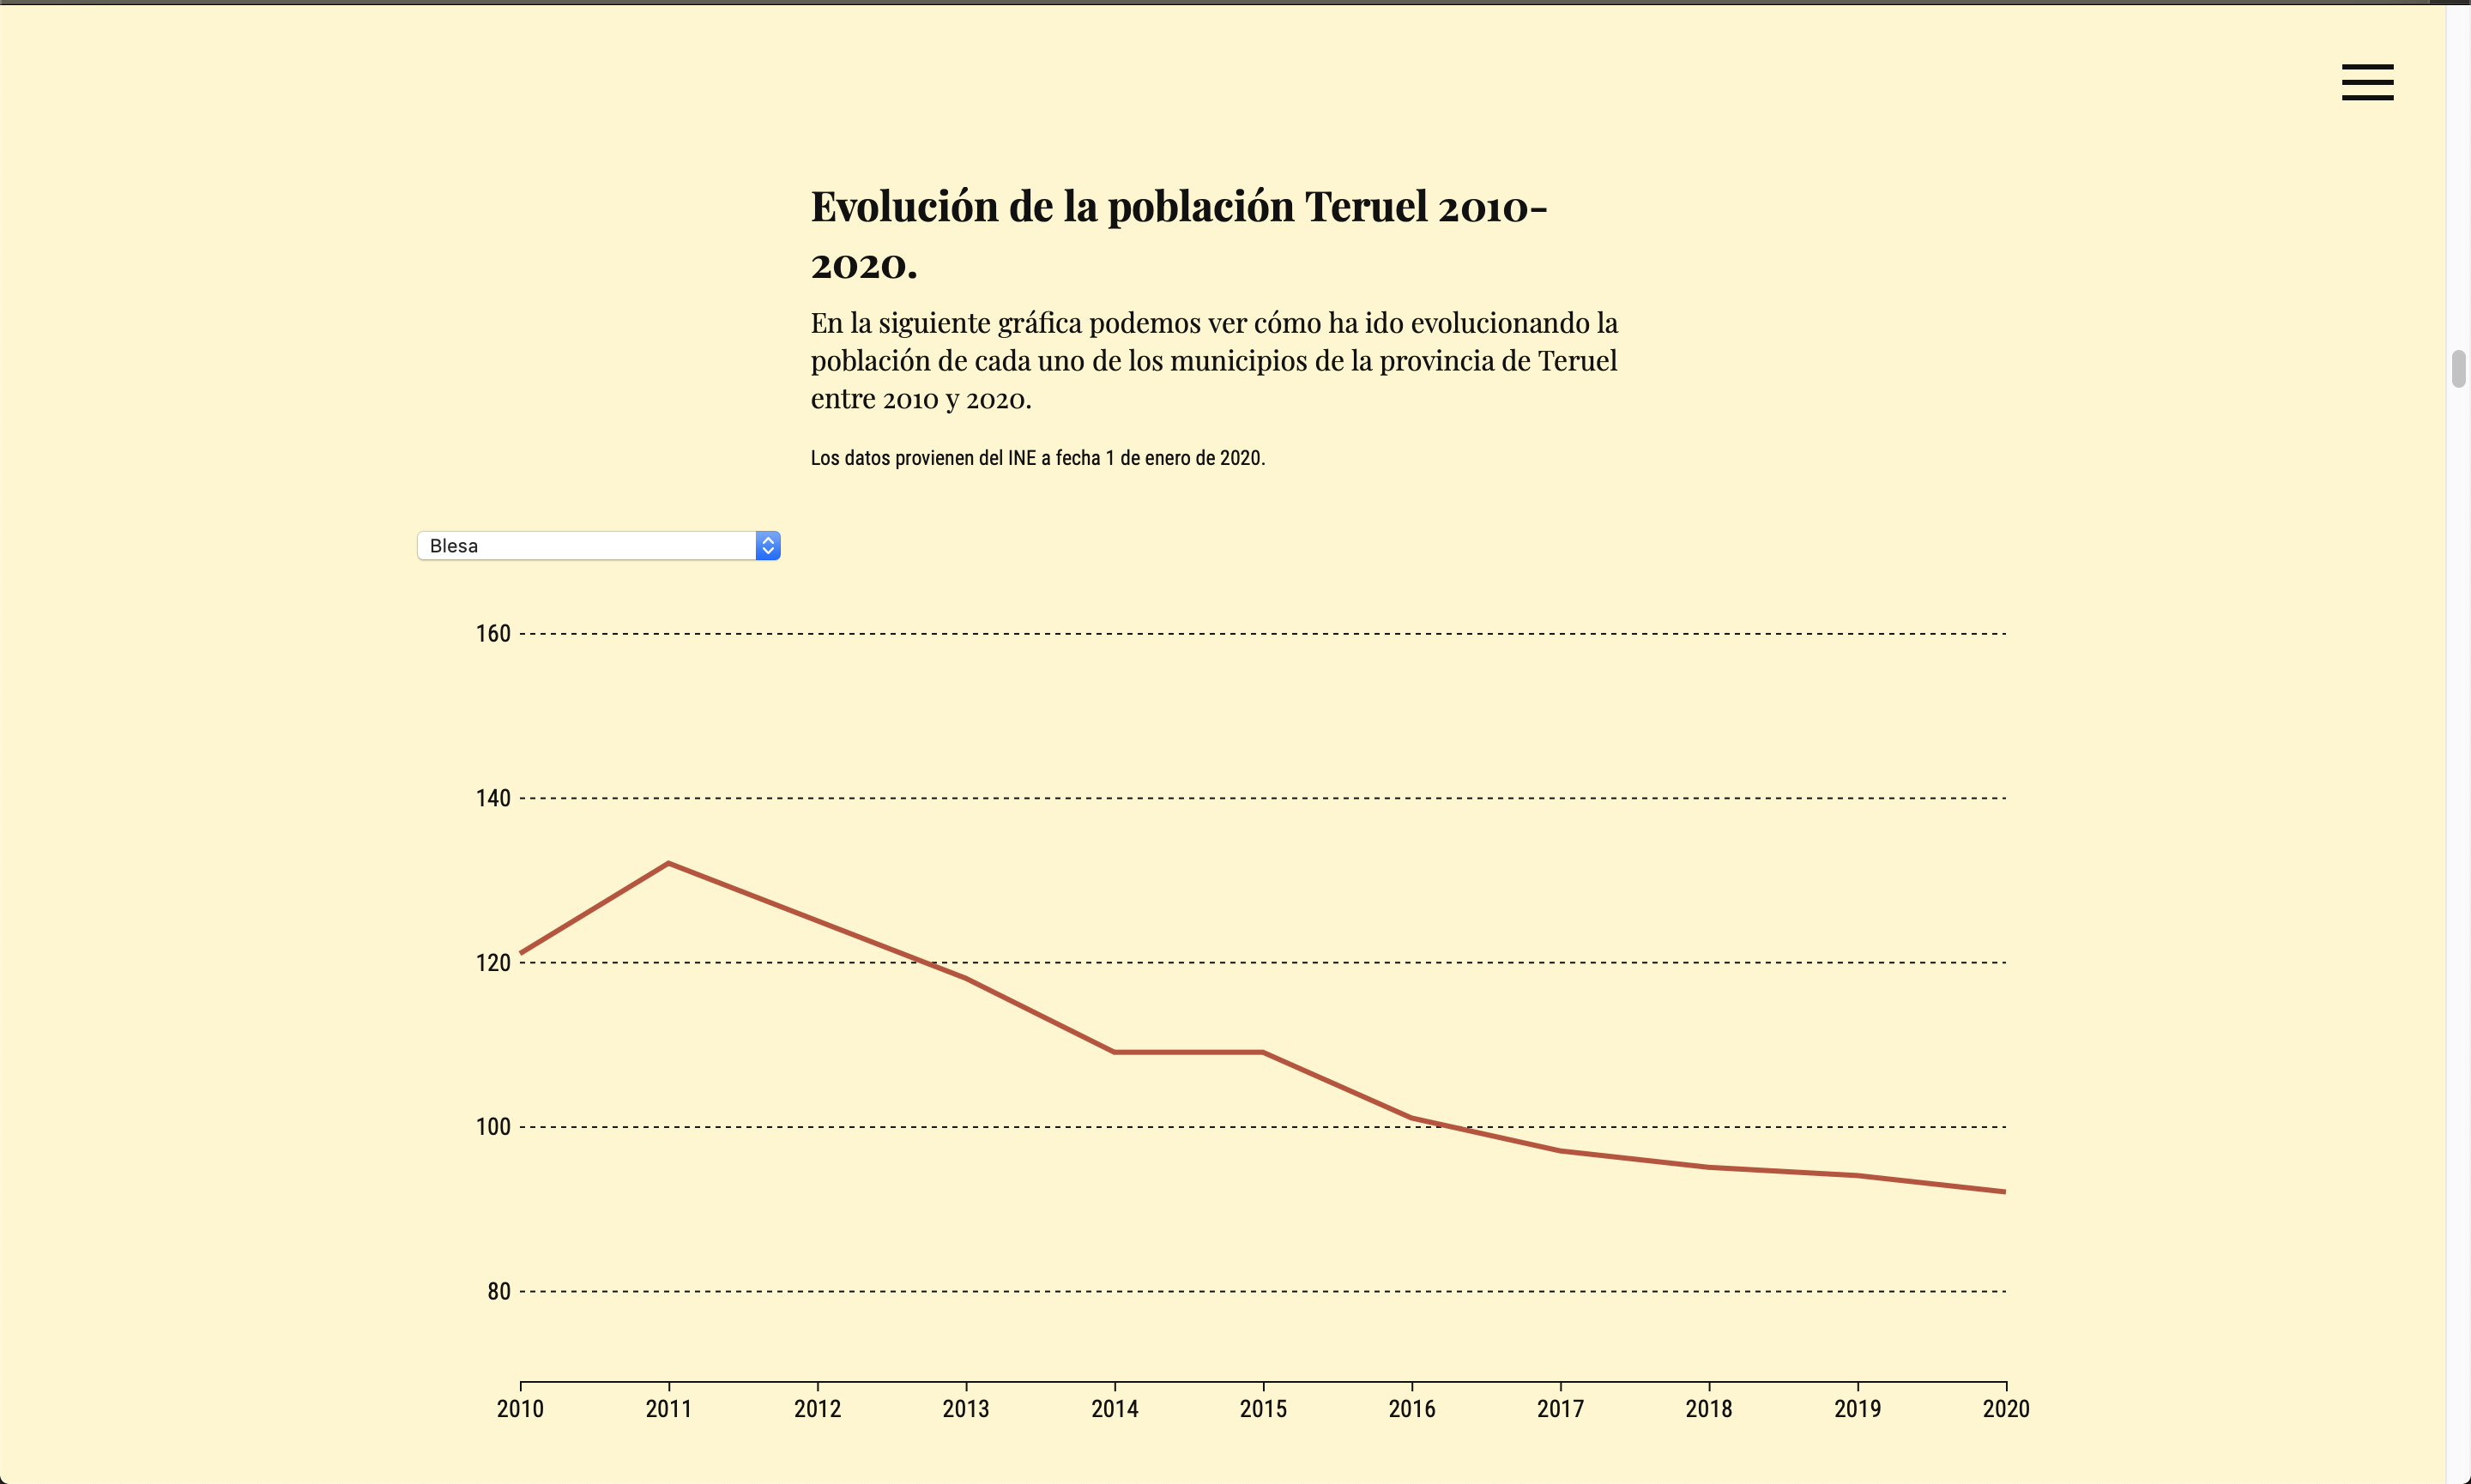 Evolución de la población Teruel 2010-
2020.
En la siguiente gráfica podemos ver cómo ha ido evolucionando la
población de cada uno de los municipios de la provincia de Teruel
entre 2010 y 2020.
Los datos provienen del INE a fecha 1 de enero de 2020.
Blesa
160
140
120
100
80
2010 2011 2012 2013 2014 2015 2016 2017 2018 2019 2020